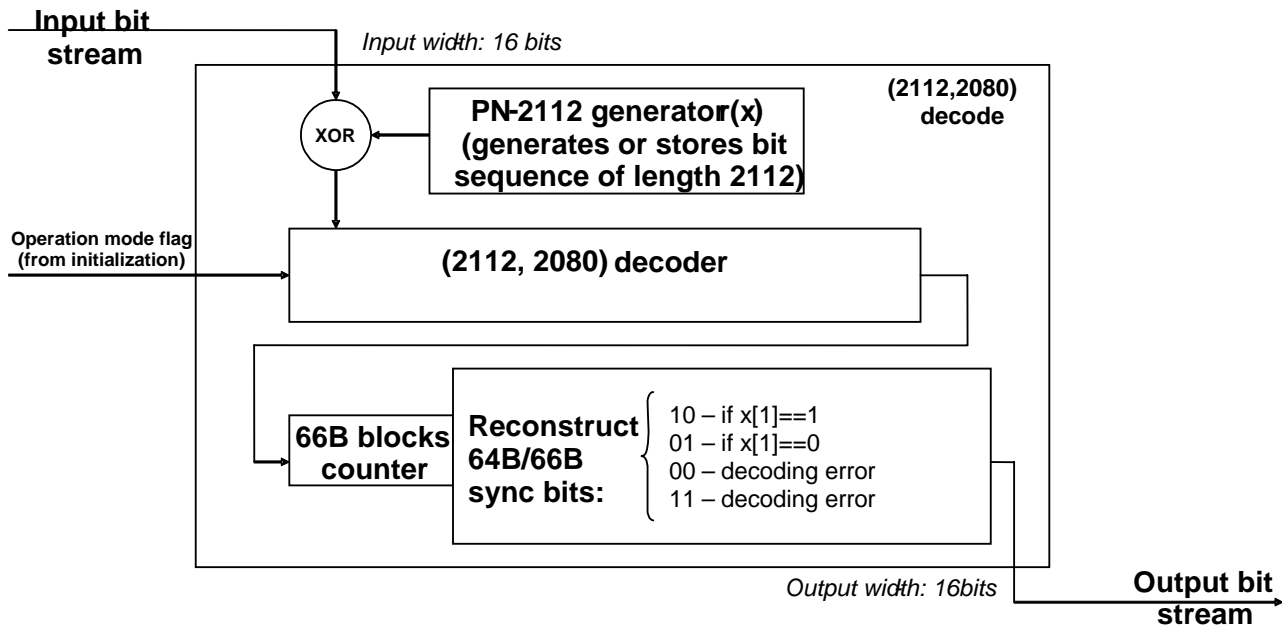 Input bit
stream
Input width: 16 bits
(2112,2080)
decode
PN-2112 generator(x)
(generates or stores bit
sequence of length 2112)
XOR
Operation mode flag
(from initialization)
(2112, 2080) decoder
66B blocks
counter
Reconstruct
64B/66B
sync bits:
10 – if x[1]==1
01 – if x[1]==0
00 – decoding error
11 – decoding error
Output width: 16bits
Output bit
stream